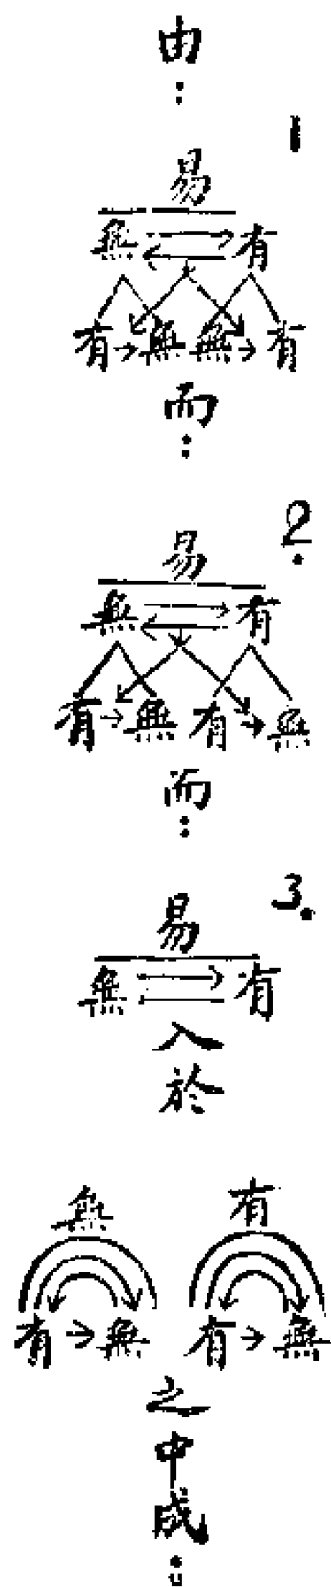 由：
1
易
無 ⇄ 有
有→無 無→有
而：
2.
易
無 ⇄ 有
有→無 有→無
而：
3.
易
無 ⇄ 有
入
於
無 有
有→無 有→無
之
中
成：